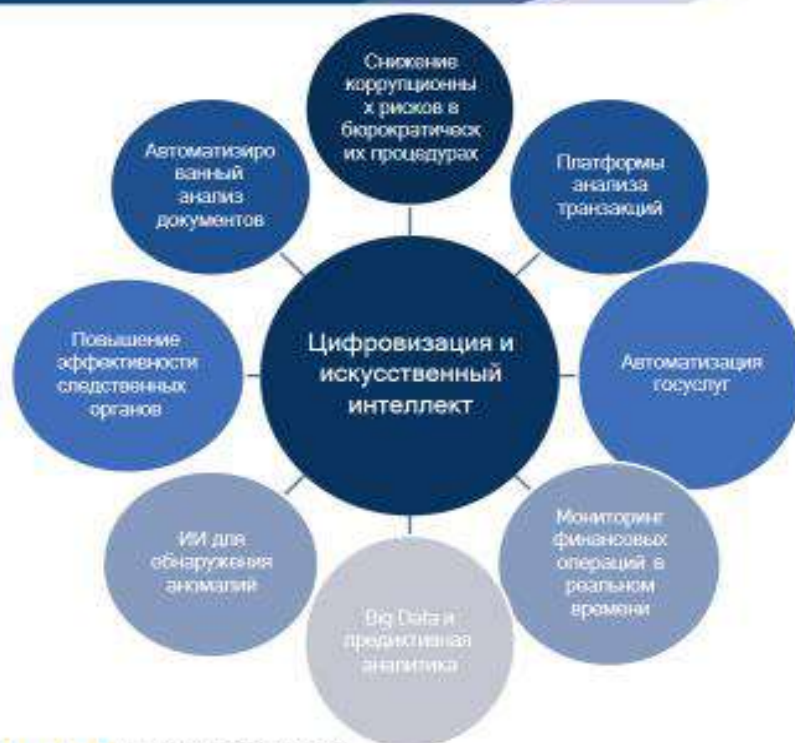 Снижение
коррупционны
х рисков в
бюрократическ
их процедурах
Платформы
анализа
транзакций
Автоматизация
госуслуг
Мониторинг
финансовых
операций в
реальном
времени
Big Data и
предиктивная
аналитика
ИИ для
обнаружения
аномалий
Повышение
эффективности
следственных
органов
Автоматизиро
ванный
анализ
документов
Цифровизация и
искусственный
интеллект